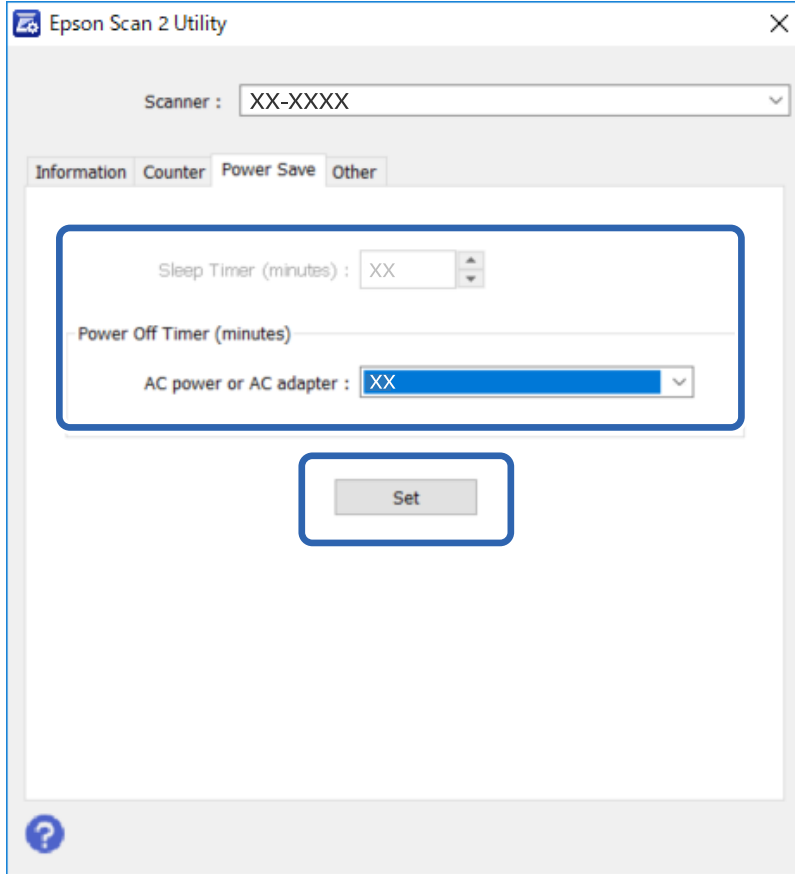 Epson Scan 2 Utility
Scanner : XX-XXXX
Information Counter Power Save Other
Sleep Timer (minutes) : XX
Power Off Timer (minutes)
AC power or AC adapter : XX
Set
?